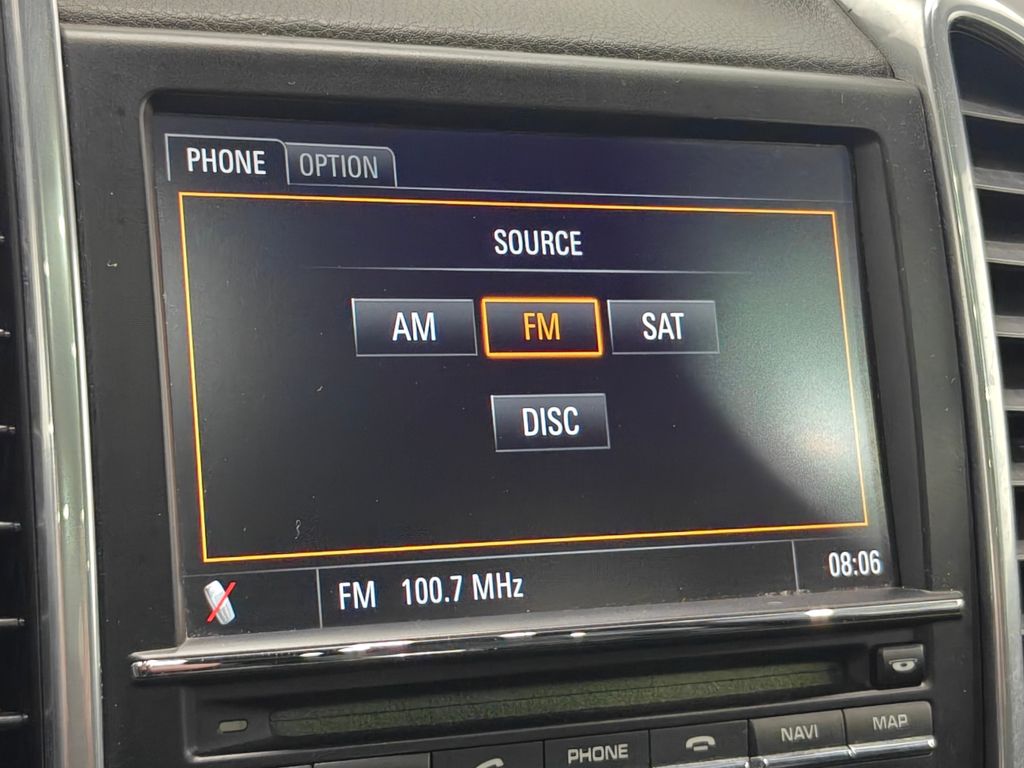 PHONE OPTION
SOURCE
AM FM SAT
DISC
FM 100.7 MHz 08:06
PHONE NAVI MAP